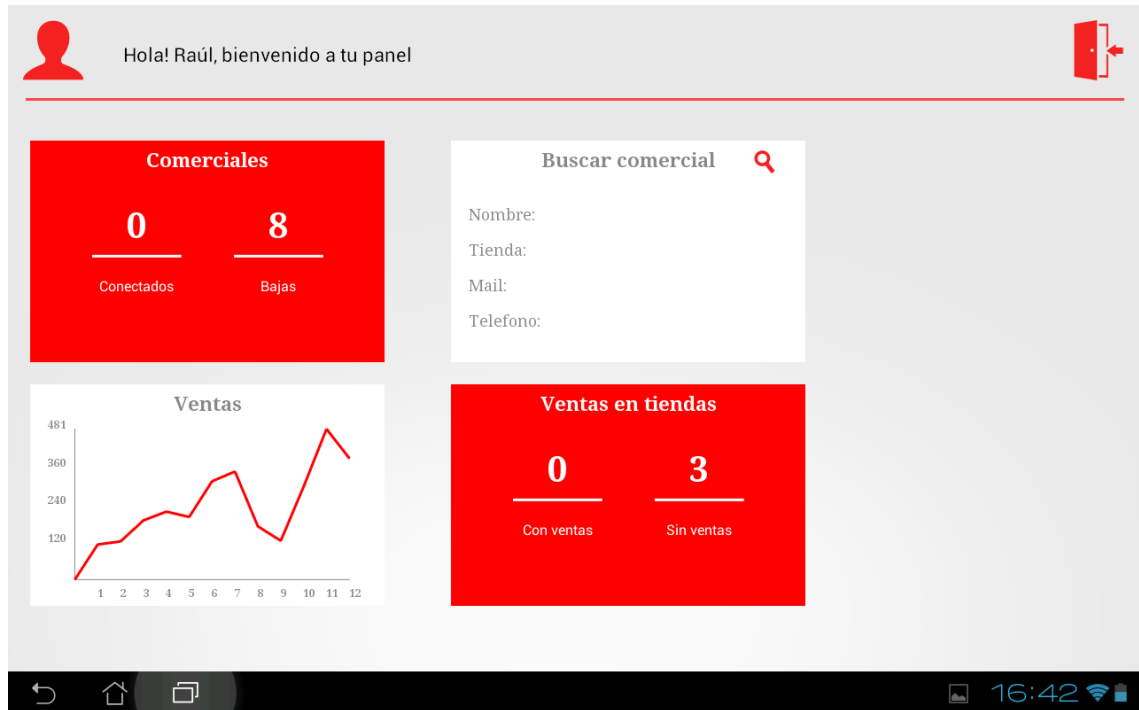 Hola! Raúl, bienvenido a tu panel
Comerciales
0 8
Conectados Bajas
Buscar comercial
Nombre:
Tienda:
Mail:
Telefono:
Ventas
481
360
240
120
1 2 3 4 5 6 7 8 9 10 11 12
Ventas en tiendas
0 3
Con ventas Sin ventas
16:42